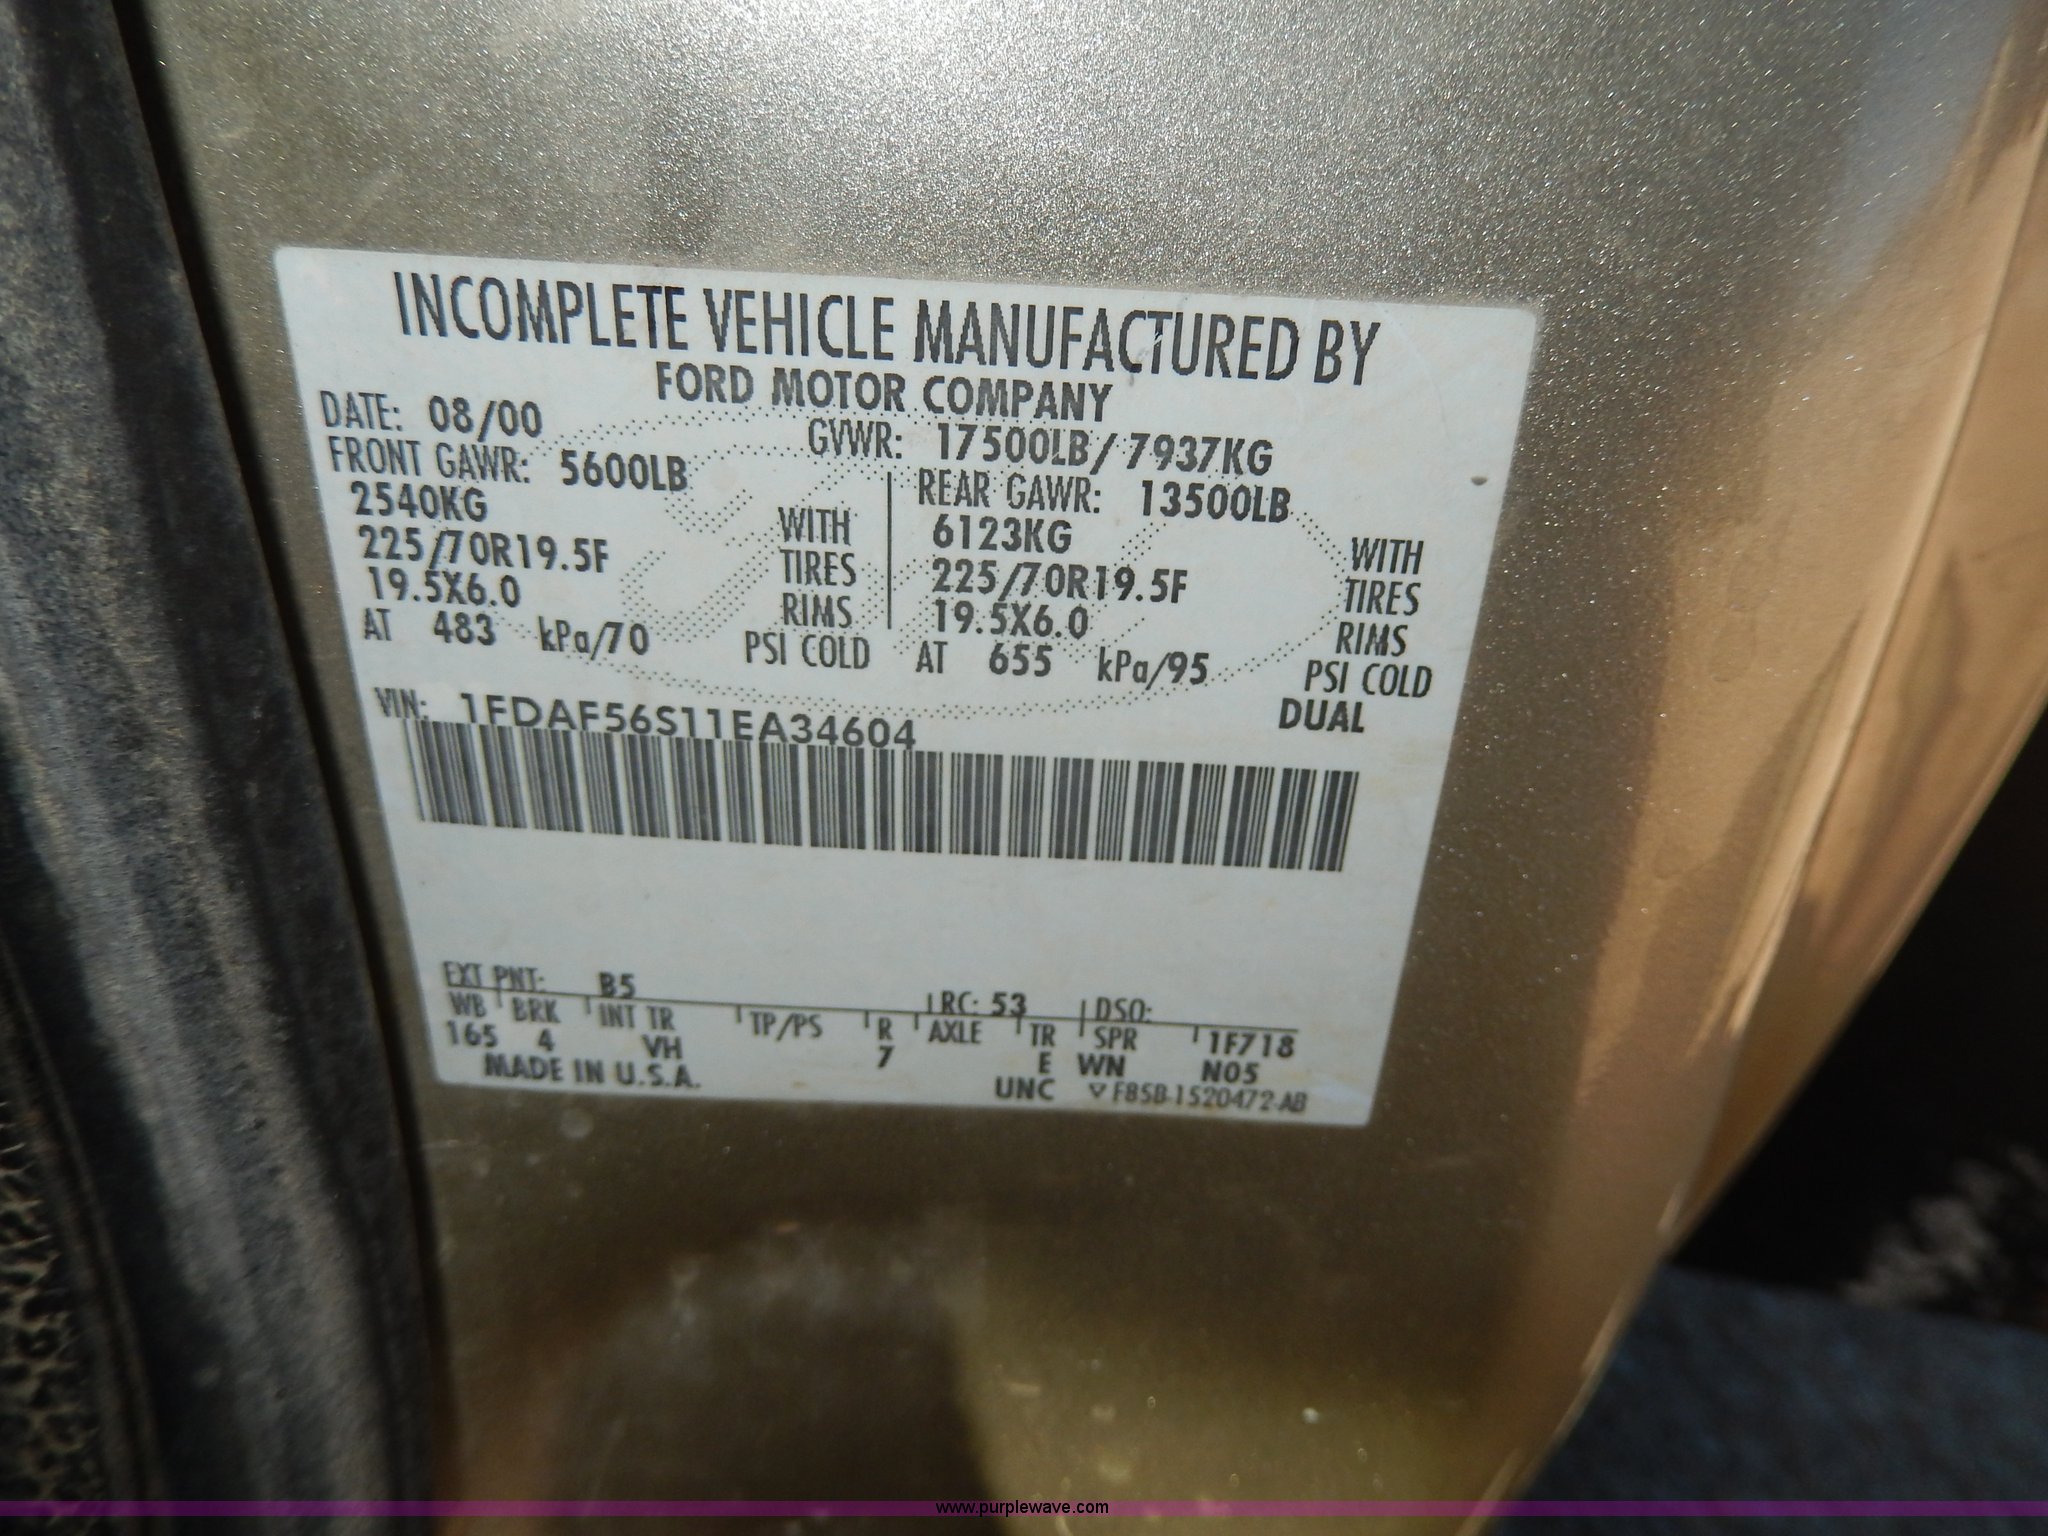 INCOMPLETE VEHICLE MANUFACTURED BY
FORD MOTOR COMPANY
DATE: 08/00
GVWR: 17500LB/ 7937KG
FRONT GAWR: 5600LB
2540KG
225/70R19.5F
19.5X6.0
AT 483 kPa/70
WITH
TIRES
RIMS
PSI COLD
REAR GAWR: 13500LB
6123KG
225/70R19.5F
19.5X6.0
AT 655 kPa/95
WITH
TIRES
RIMS
PSI COLD
DUAL
VIN: 1FDAF56S11EA34604
EXT PNT: B5 RC: 53 DSO:
WB BRK INT TR TP/PS R AXLE TR SPR 1F718
165 4 VH 7 E WN N05
MADE IN U.S.A. UNC ▽ F85B-1520472-AB
www.purplewave.com